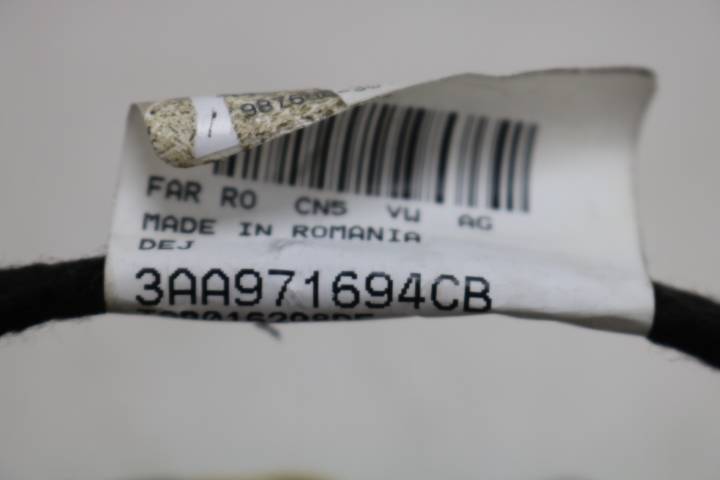 FAR RO CN5 VW AG
MADE IN ROMANIA
DEJ
3AA971694CB